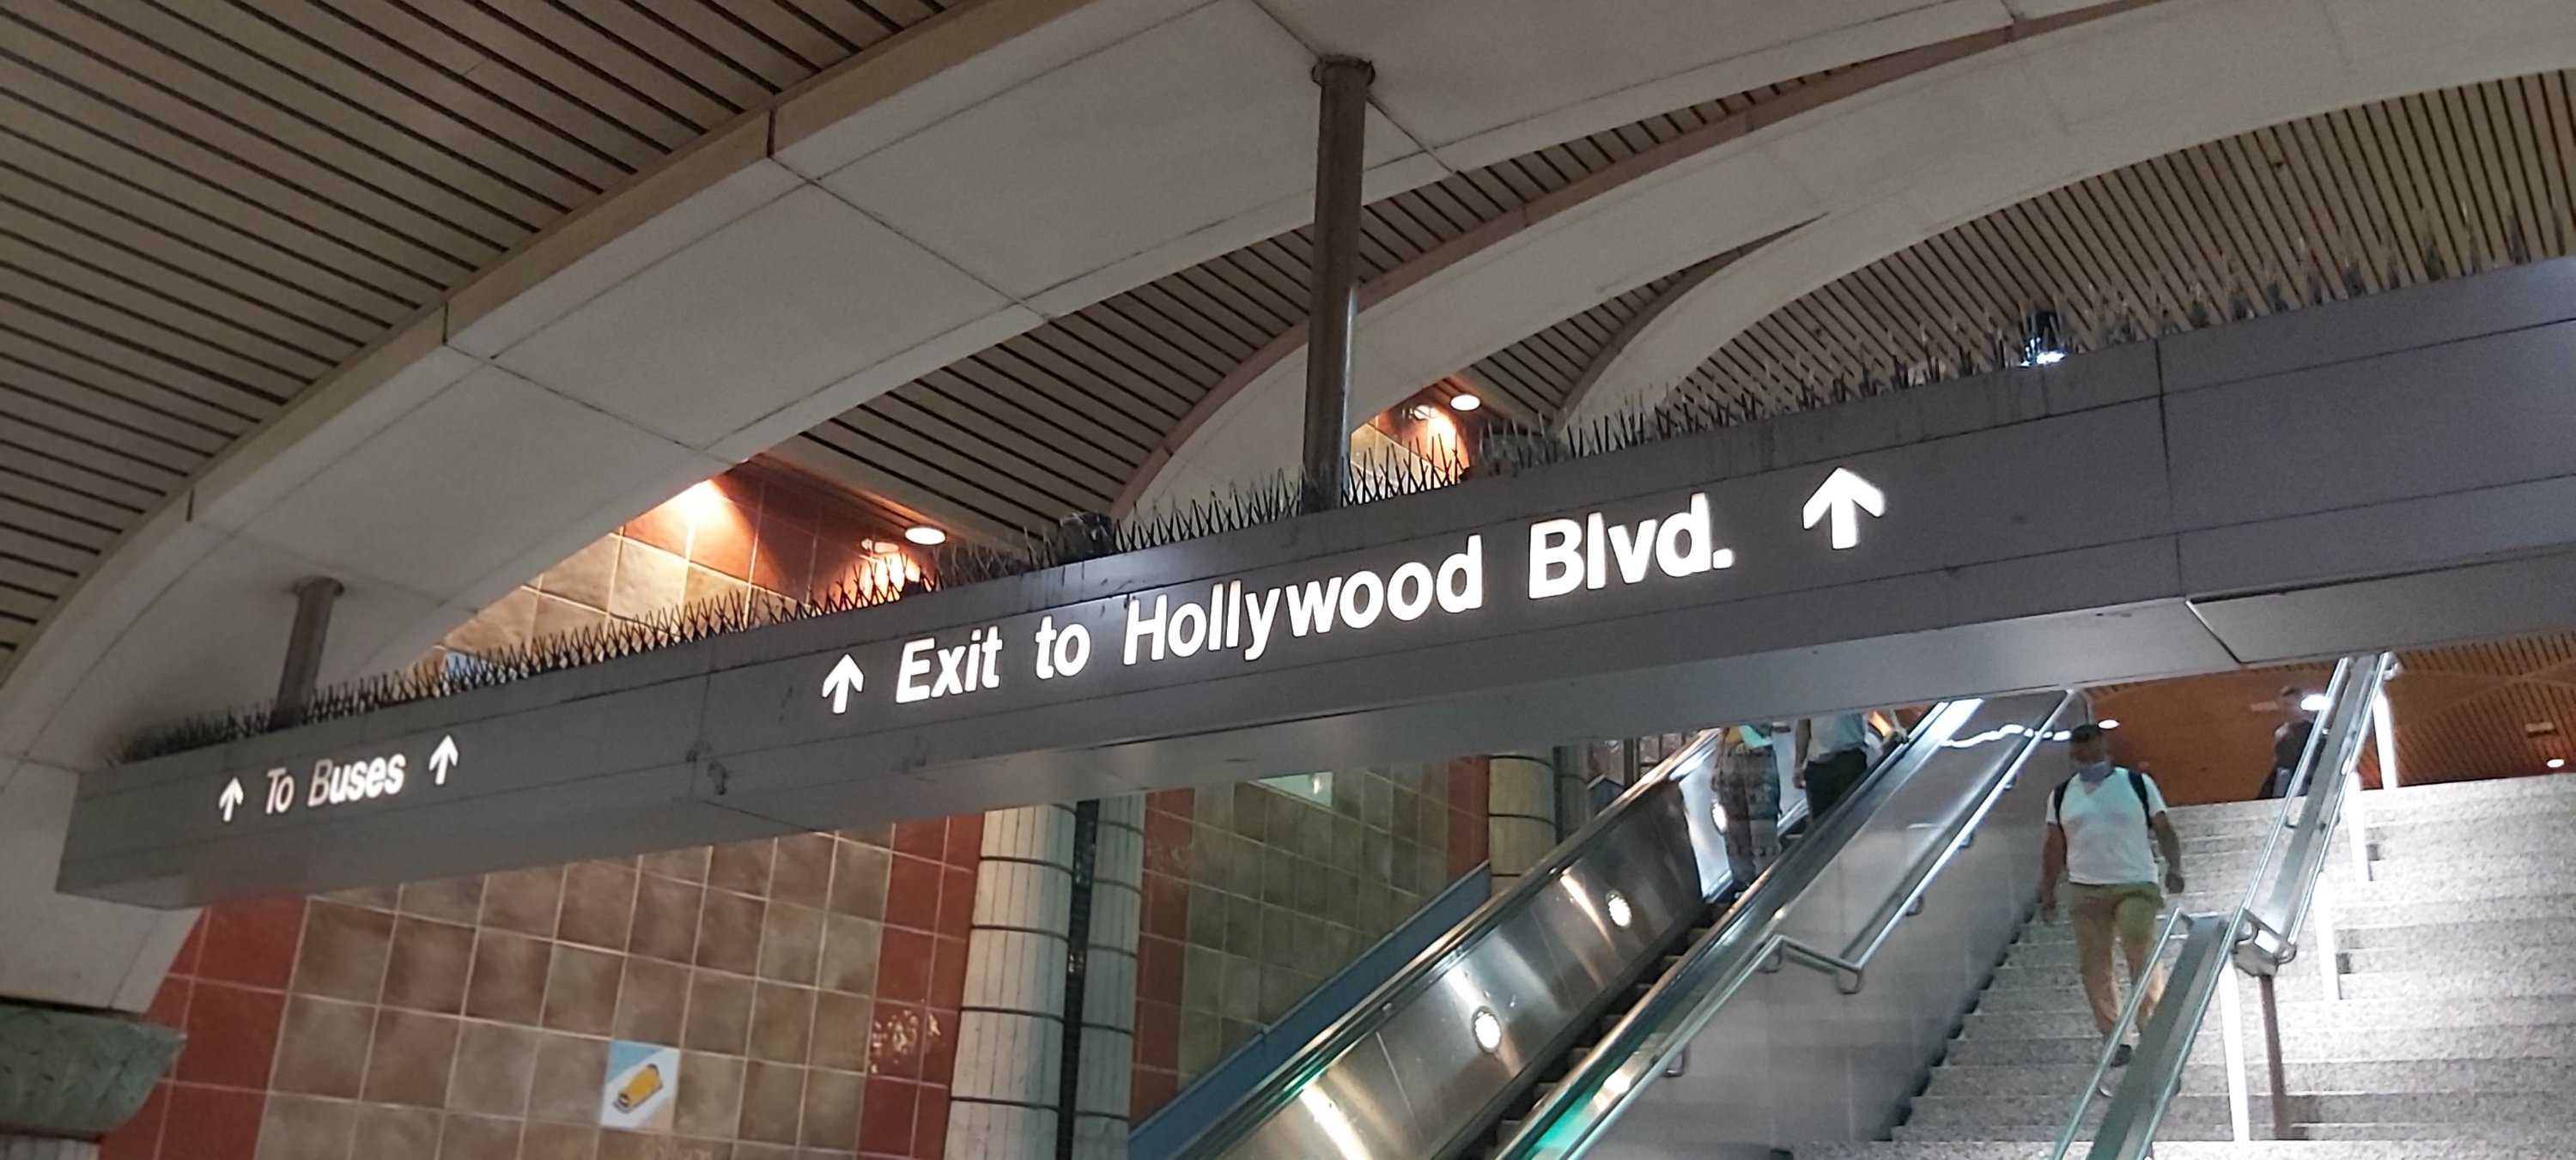 ↑ To Buses ↑
↑ Exit to Hollywood Blvd. ↑